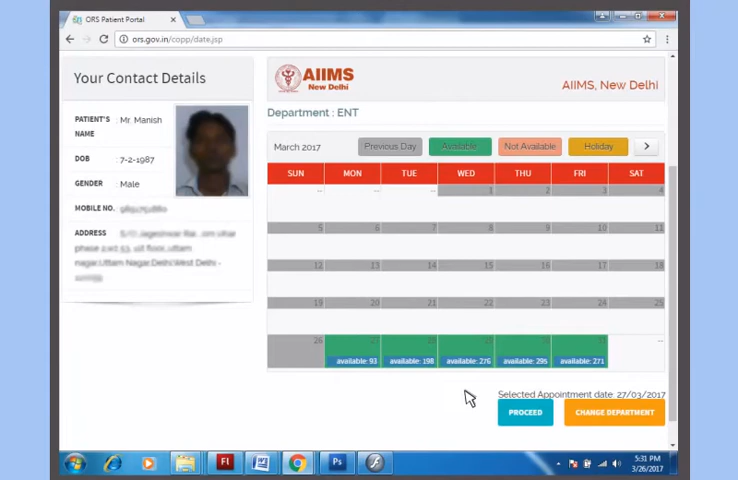 ORS Patient Portal
ors.gov.in/copp/date.jsp
Your Contact Details
PATIENT'S NAME : Mr. Manish
DOB : 7-2-1987
GENDER : Male
MOBILE NO. :
ADDRESS :
AIIMS
New Delhi
AIIMS, New Delhi
Department : ENT
March 2017 Previous Day Available Not Available Holiday >
SUN MON TUE WED THU FRI SAT
-- -- -- 1 2 3 4
5 6 7 8 9 10 11
12 13 14 15 16 17 18
19 20 21 22 23 24 25
26 27 28 29 30 31 --
available: 93 available: 198 available: 276 available: 295 available: 271
Selected Appointment date: 27/03/2017
PROCEED CHANGE DEPARTMENT
Fl Ps
5:31 PM
3/26/2017